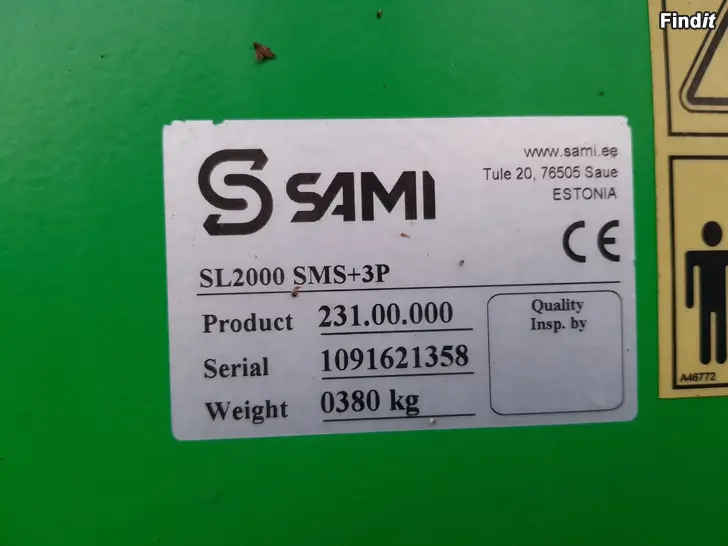 Findit
SAMI
www.sami.ee
Tule 20, 76505 Saue
ESTONIA
CE
SL2000 SMS+3P
Product 231.00.000
Serial 1091621358
Weight 0380 kg
Quality
Insp. by
A46772